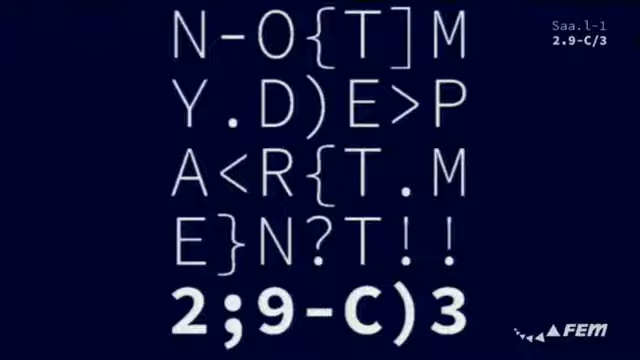 N-O{T]M
Y.D)E>P
A<R{T.M
E}N?T!!
2;9-C)3
Saa.l-1
2.9-C/3
FEM